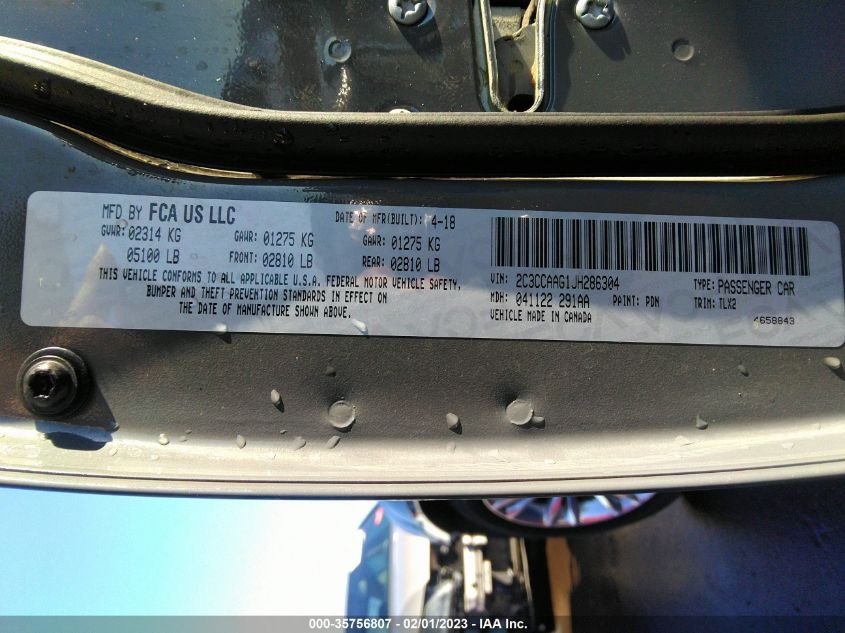 MFD BY FCA US LLC
DATE OF MFR(BUILT): 4-18
GVWR: 02314 KG GAWR: 01275 KG GAWR: 01275 KG
05100 LB FRONT: 02810 LB REAR: 02810 LB
THIS VEHICLE CONFORMS TO ALL APPLICABLE U.S.A. FEDERAL MOTOR VEHICLE SAFETY,
BUMPER AND THEFT PREVENTION STANDARDS IN EFFECT ON
THE DATE OF MANUFACTURE SHOWN ABOVE.
VIN: 2C3CCAAG1JH286304 TYPE: PASSENGER CAR
MDH: 041122 291AA PAINT: PDN TRIM: TLX2
VEHICLE MADE IN CANADA 4658843
000-35756807 - 02/01/2023 - IAA Inc.